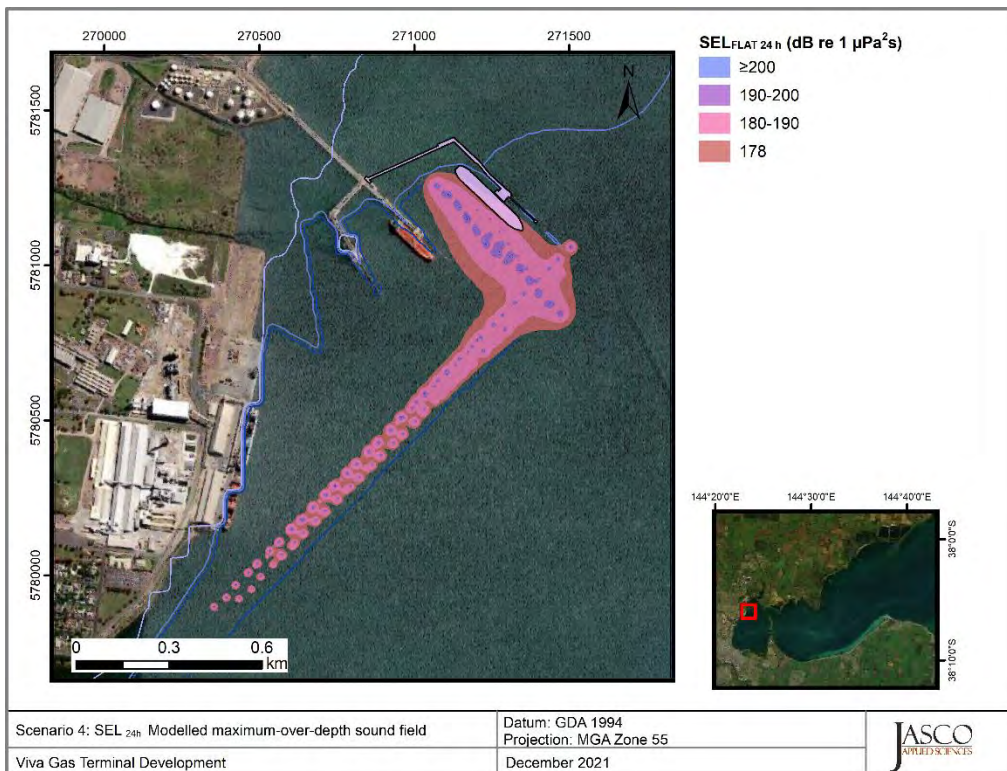 270000 270500 271000 271500
5781500
5781000
5780500
5780000
N
0 0.3 0.6
km
SEL FLAT 24 h (dB re 1 µPa²s)
≥200
190-200
180-190
178
144°20'0"E 144°30'0"E 144°40'0"E
38°0'0"S
38°10'0"S
Scenario 4: SEL 24h Modelled maximum-over-depth sound field
Datum: GDA 1994
Projection: MGA Zone 55
Viva Gas Terminal Development
December 2021
JASCO
APPLIED SCIENCES